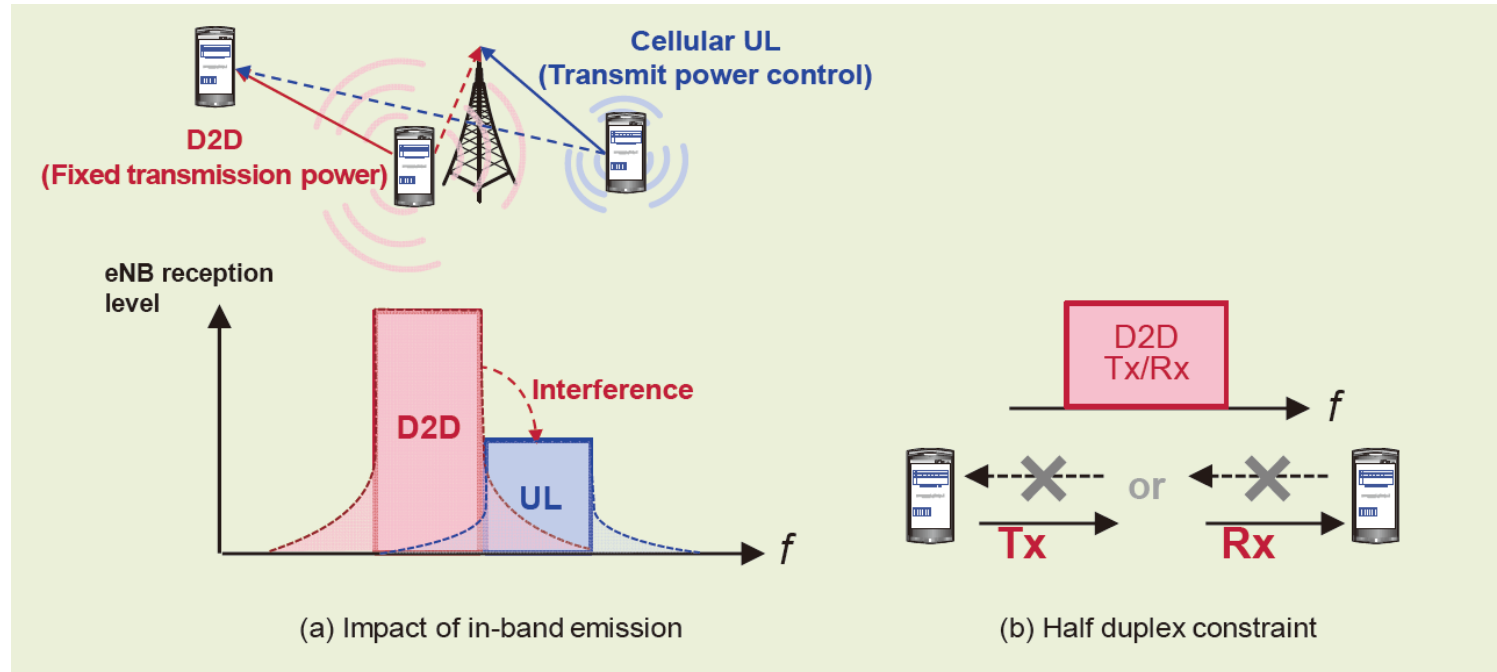 Cellular UL
(Transmit power control)
D2D
(Fixed transmission power)
eNB reception
level
Interference
D2D
UL
f
(a) Impact of in-band emission
D2D
Tx/Rx
f
or
Tx
Rx
(b) Half duplex constraint